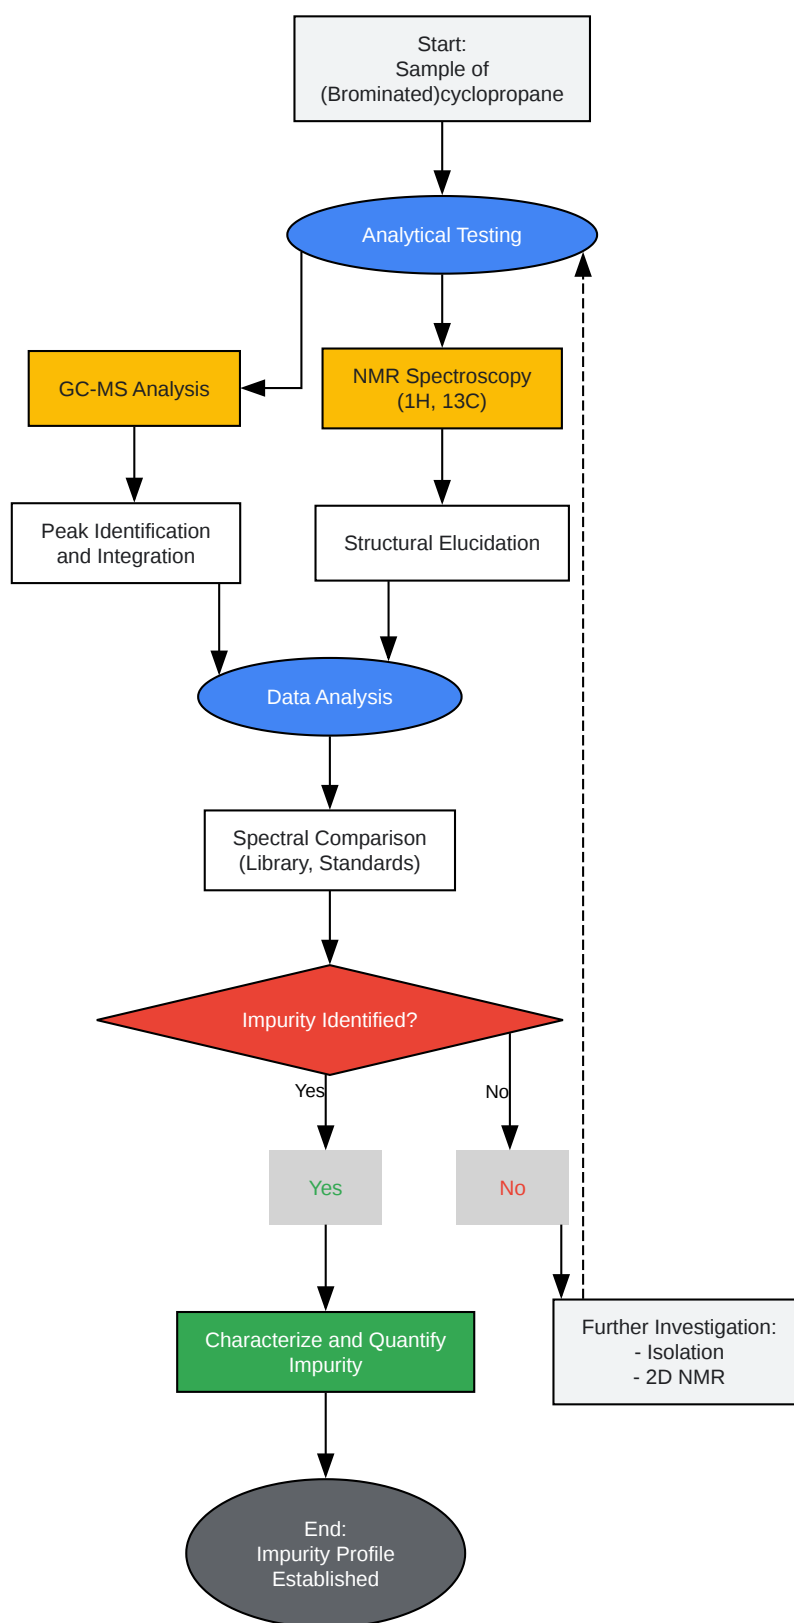 Start:
Sample of
(Brominated)cyclopropane
Analytical Testing
GC-MS Analysis
NMR Spectroscopy
(1H, 13C)
Peak Identification
and Integration
Structural Elucidation
Data Analysis
Spectral Comparison
(Library, Standards)
Impurity Identified?
Yes
No
Yes
No
Characterize and Quantify
Impurity
Further Investigation:
- Isolation
- 2D NMR
End:
Impurity Profile
Established